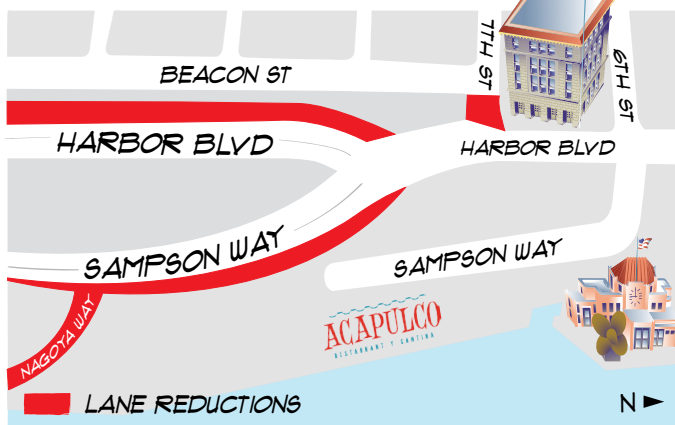 7TH ST
6TH ST
BEACON ST
HARBOR BLVD
HARBOR BLVD
SAMPSON WAY
SAMPSON WAY
NAGOYA WAY
ACAPULCO
RESTAURANT Y CANTINA
LANE REDUCTIONS
N